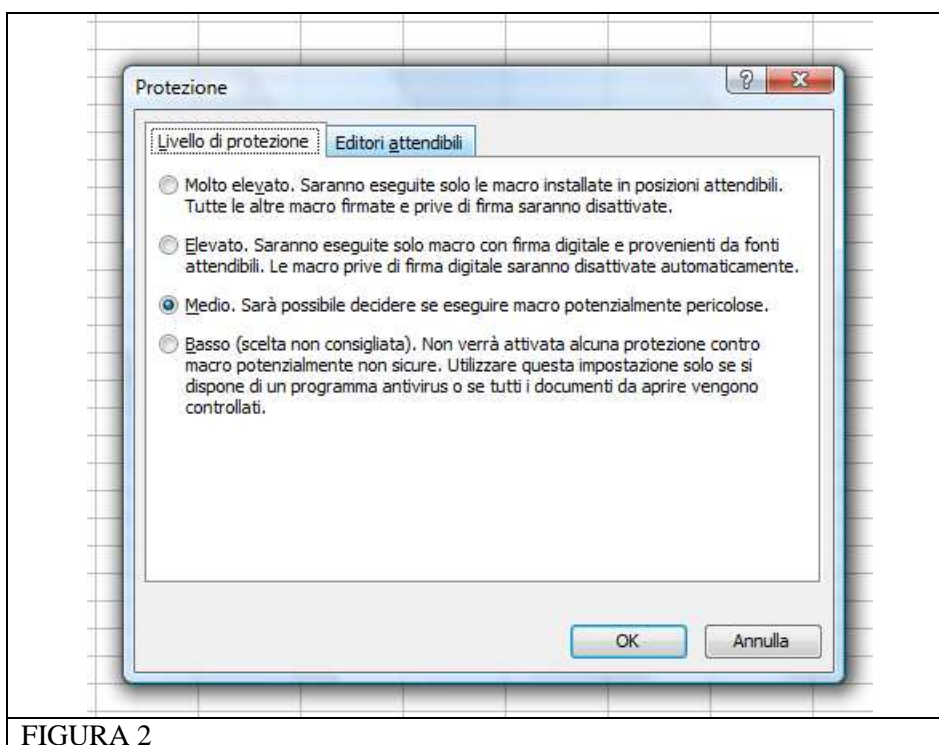 Protezione
Livello di protezione
Editori attendibili
Molto elevato. Saranno eseguite solo le macro installate in posizioni attendibili.
Tutte le altre macro firmate e prive di firma saranno disattivate.
Elevato. Saranno eseguite solo macro con firma digitale e provenienti da fonti
attendibili. Le macro prive di firma digitale saranno disattivate automaticamente.
Medio. Sarà possibile decidere se eseguire macro potenzialmente pericolose.
Basso (scelta non consigliata). Non verrà attivata alcuna protezione contro
macro potenzialmente non sicure. Utilizzare questa impostazione solo se si
dispone di un programma antivirus o se tutti i documenti da aprire vengono
controllati.
OK
Annulla
FIGURA 2